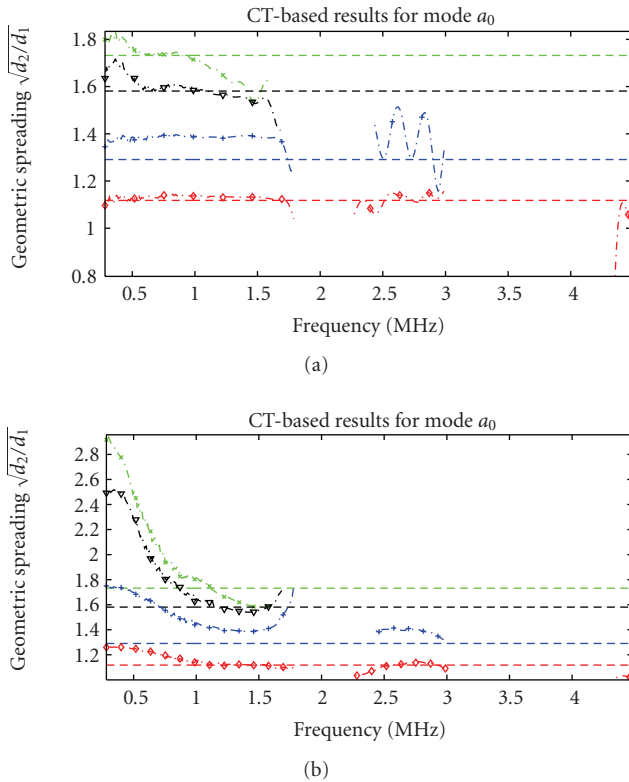 CT-based results for mode a₀
Geometric spreading √d₂/d₁
1.8
1.6
1.4
1.2
1
0.8
0.5 1 1.5 2 2.5 3 3.5 4
Frequency (MHz)
(a)
CT-based results for mode a₀
Geometric spreading √d₂/d₁
2.8
2.6
2.4
2.2
2
1.8
1.6
1.4
1.2
0.5 1 1.5 2 2.5 3 3.5 4
Frequency (MHz)
(b)